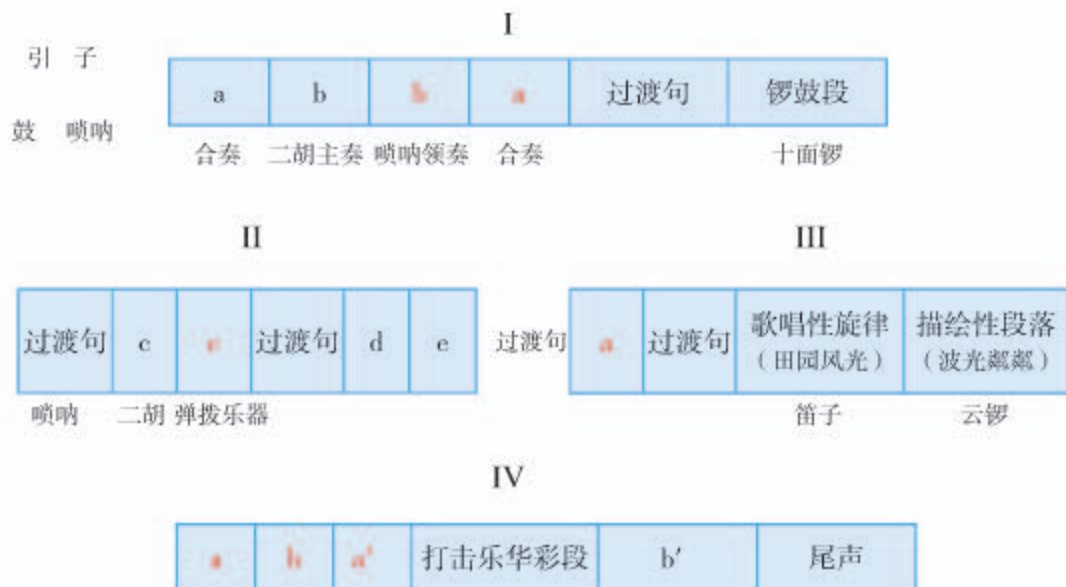 I
引 子
a b b a 过渡句 锣鼓段
鼓 唢呐
合奏 二胡主奏 唢呐领奏 合奏 十面锣
II III
过渡句 c c 过渡句 d e 过渡句 a 过渡句 歌唱性旋律 描绘性段落
(田园风光) (波光粼粼)
唢呐 二胡 弹拨乐器 笛子 云锣
IV
a b a' 打击乐华彩段 b' 尾声